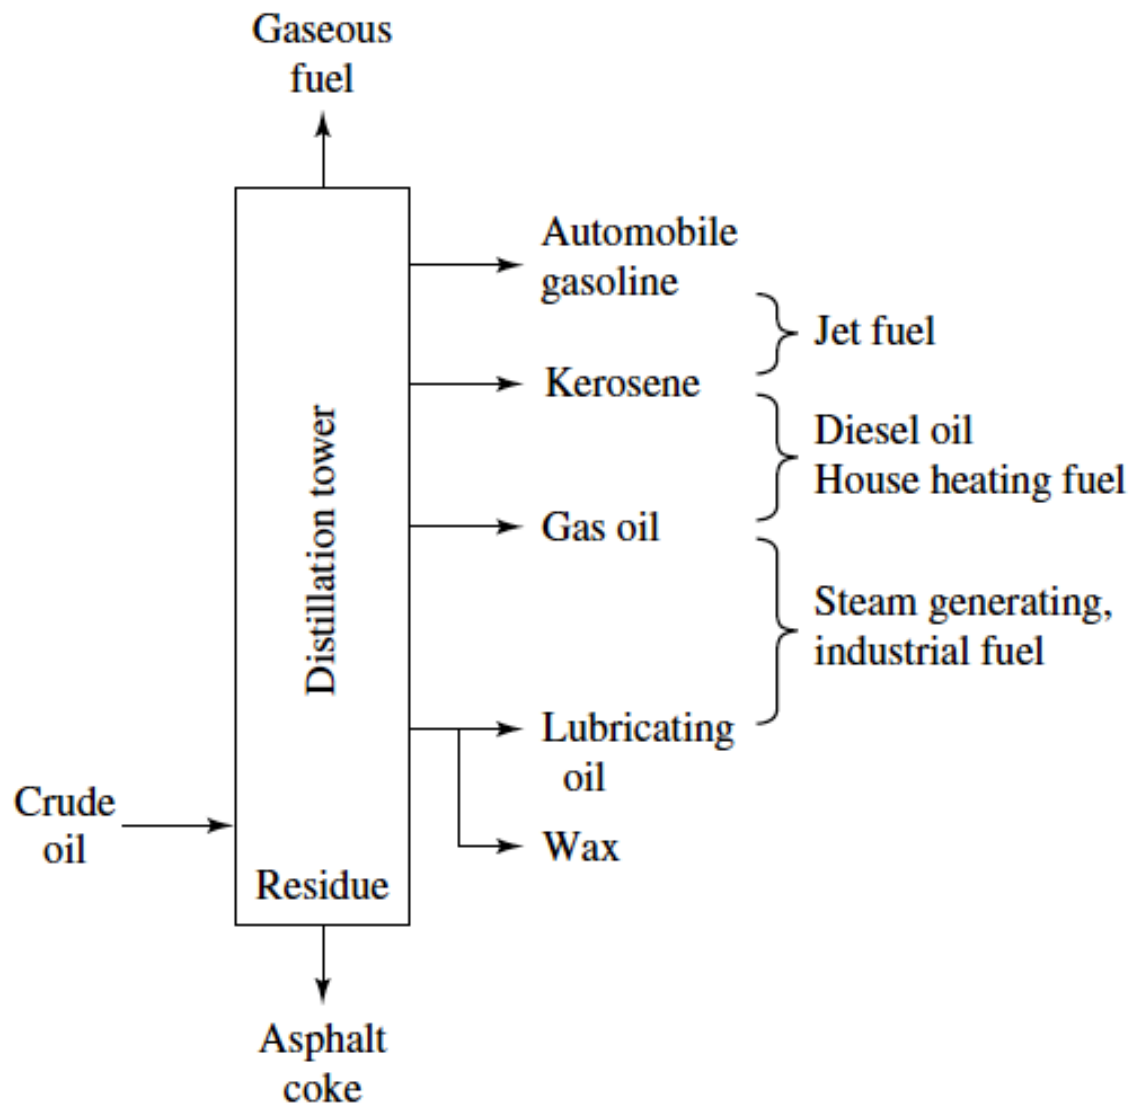 Gaseous
fuel
Automobile
gasoline
Jet fuel
Kerosene
Diesel oil
House heating fuel
Distillation tower
Gas oil
Steam generating,
industrial fuel
Lubricating
oil
Crude
oil
Wax
Residue
Asphalt
coke